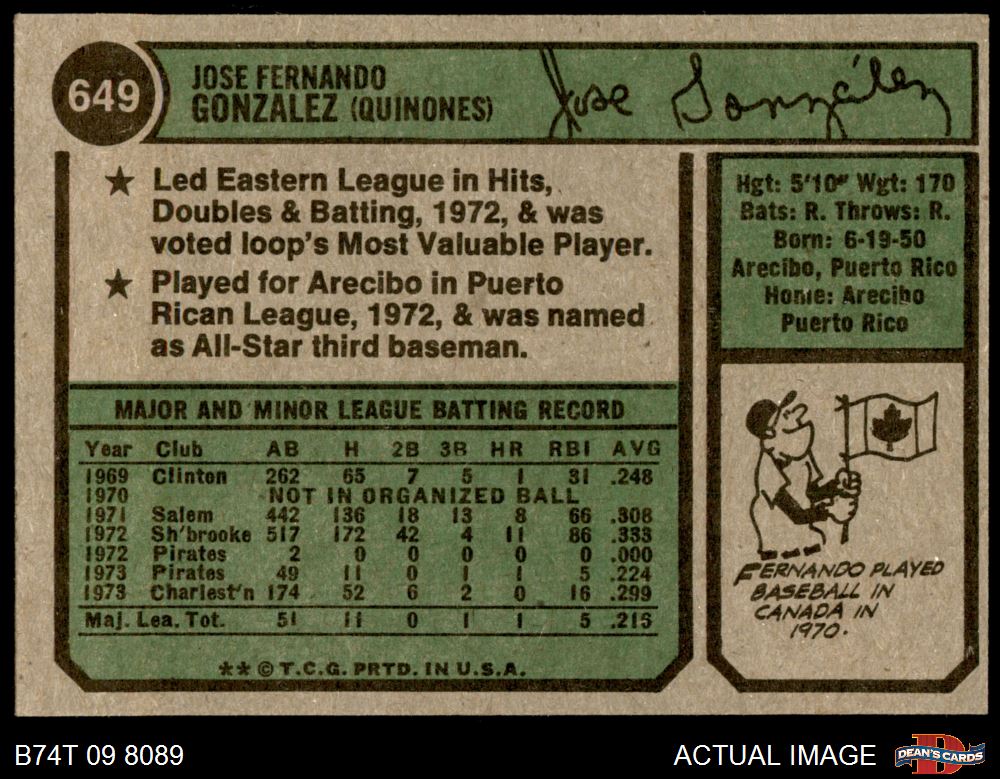 649
JOSE FERNANDO
GONZALEZ (QUINONES)
Jose González
★ Led Eastern League in Hits,
Doubles & Batting, 1972, & was
voted loop's Most Valuable Player.
★ Played for Arecibo in Puerto
Rican League, 1972, & was named
as All-Star third baseman.
Hgt: 5'10" Wgt: 170
Bats: R. Throws: R.
Born: 6-19-50
Arecibo, Puerto Rico
Home: Arecibo
Puerto Rico
MAJOR AND MINOR LEAGUE BATTING RECORD
Year Club AB H 2B 3B HR RBI AVG
1969 Clinton 262 65 7 5 1 31 .248
1970 NOT IN ORGANIZED BALL
1971 Salem 442 136 18 13 8 66 .308
1972 Sh'brooke 517 172 42 4 11 86 .333
1972 Pirates 2 0 0 0 0 0 .000
1973 Pirates 49 11 0 1 1 5 .224
1973 Charlest'n 174 52 6 2 0 16 .299
Maj. Lea. Tot. 51 11 0 1 1 5 .215
** © T.C.G. PRTD. IN U.S.A.
FERNANDO PLAYED
BASEBALL IN
CANADA IN
1970.
B74T 09 8089
ACTUAL IMAGE
DEAN'S CARDS